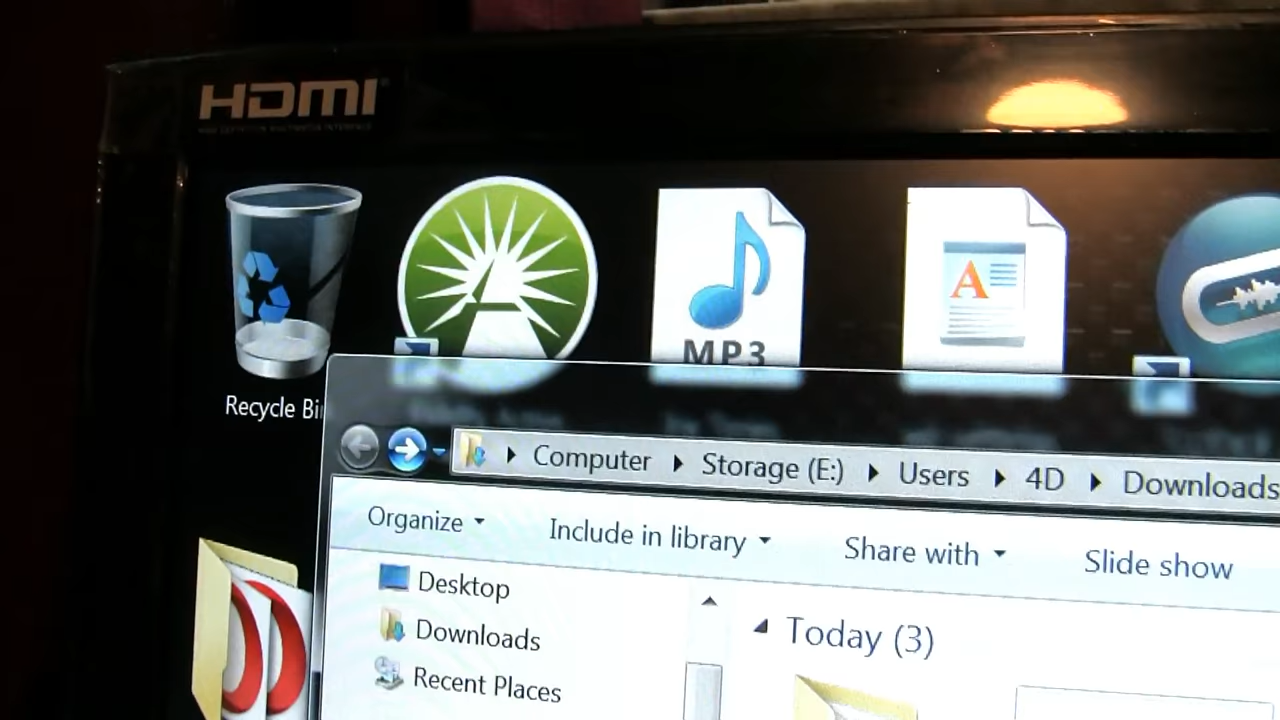 HDMI
MP3
A
Recycle Bi
Computer Storage (E:) Users 4D Downloads
Organize Include in library Share with Slide show
Desktop
Downloads
Recent Places
Today (3)